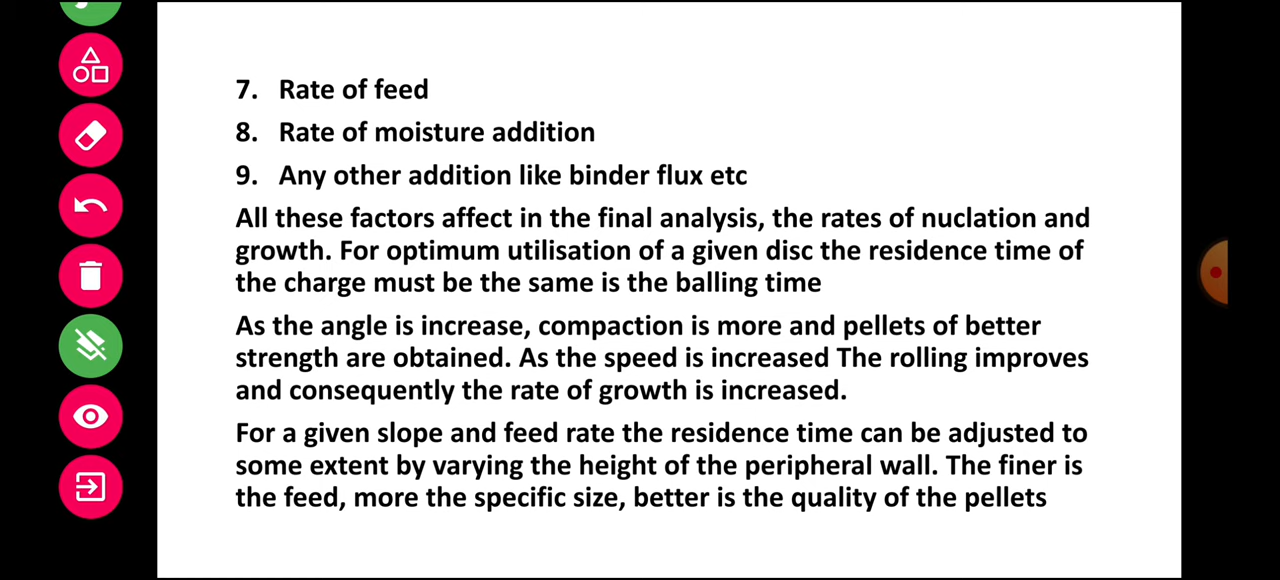 7. Rate of feed
8. Rate of moisture addition
9. Any other addition like binder flux etc
All these factors affect in the final analysis, the rates of nuclation and
growth. For optimum utilisation of a given disc the residence time of
the charge must be the same is the balling time
As the angle is increase, compaction is more and pellets of better
strength are obtained. As the speed is increased The rolling improves
and consequently the rate of growth is increased.
For a given slope and feed rate the residence time can be adjusted to
some extent by varying the height of the peripheral wall. The finer is
the feed, more the specific size, better is the quality of the pellets